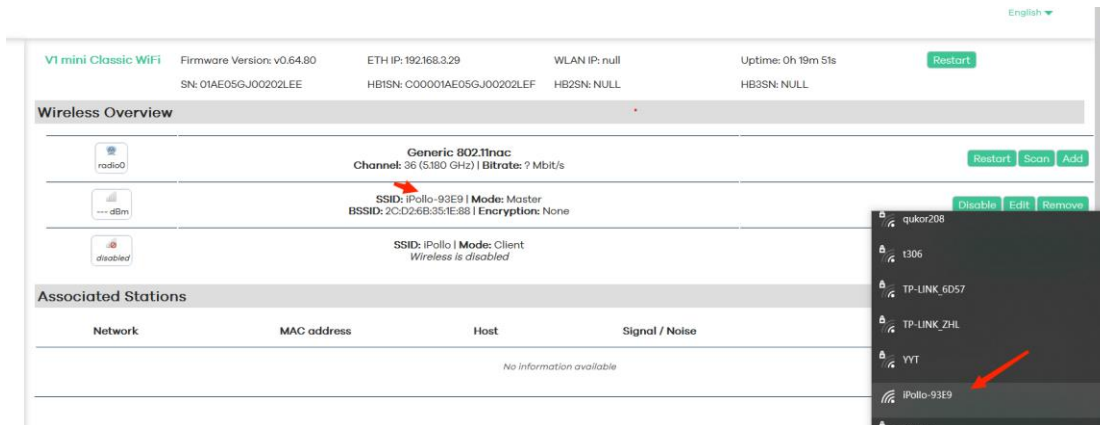 English
V1 mini Classic WiFi Firmware Version: v0.64.80 ETH IP: 192.168.3.29 WLAN IP: null Uptime: 0h 19m 51s Restart
SN: 01AE05GJ00202LEE HB1SN: C00001AE05GJ00202LEF HB2SN: NULL HB3SN: NULL
Wireless Overview
radio0
Generic 802.11nac
Channel: 36 (5.180 GHz) | Bitrate: ? Mbit/s
Restart Scan Add
--- dBm
SSID: iPollo-93E9 | Mode: Master
BSSID: 2C:D2:6B:35:1E:88 | Encryption: None
Disable Edit Remove
disabled
SSID: iPollo | Mode: Client
Wireless is disabled
Associated Stations
Network MAC address Host Signal / Noise
No information available
qukor208
t306
TP-LINK_6D57
TP-LINK_ZHL
YYT
iPollo-93E9